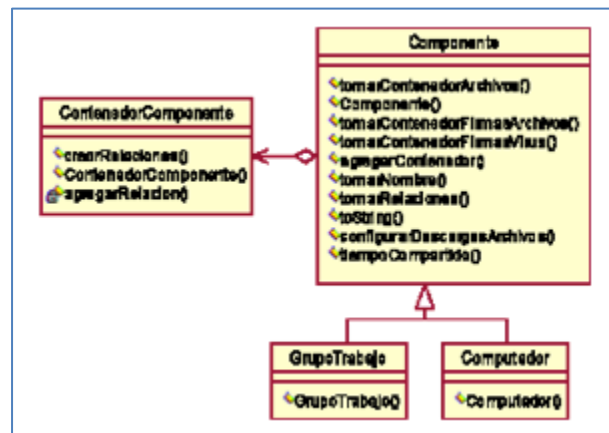 Componente
tomarContenedorArchivos()
Componente()
tomarContenedorFirmasArchivos()
tomarContenedorFirmasVirus()
agregarContenedor()
tomarNombre()
tomarRelaciones()
toString()
configurarDescargasArchivos()
tiempoCompartido()
ContenedorComponente
crearRelaciones()
ContenedorComponente()
agregarRelacion()
GrupoTrabajo
GrupoTrabajo()
Computador
Computador()